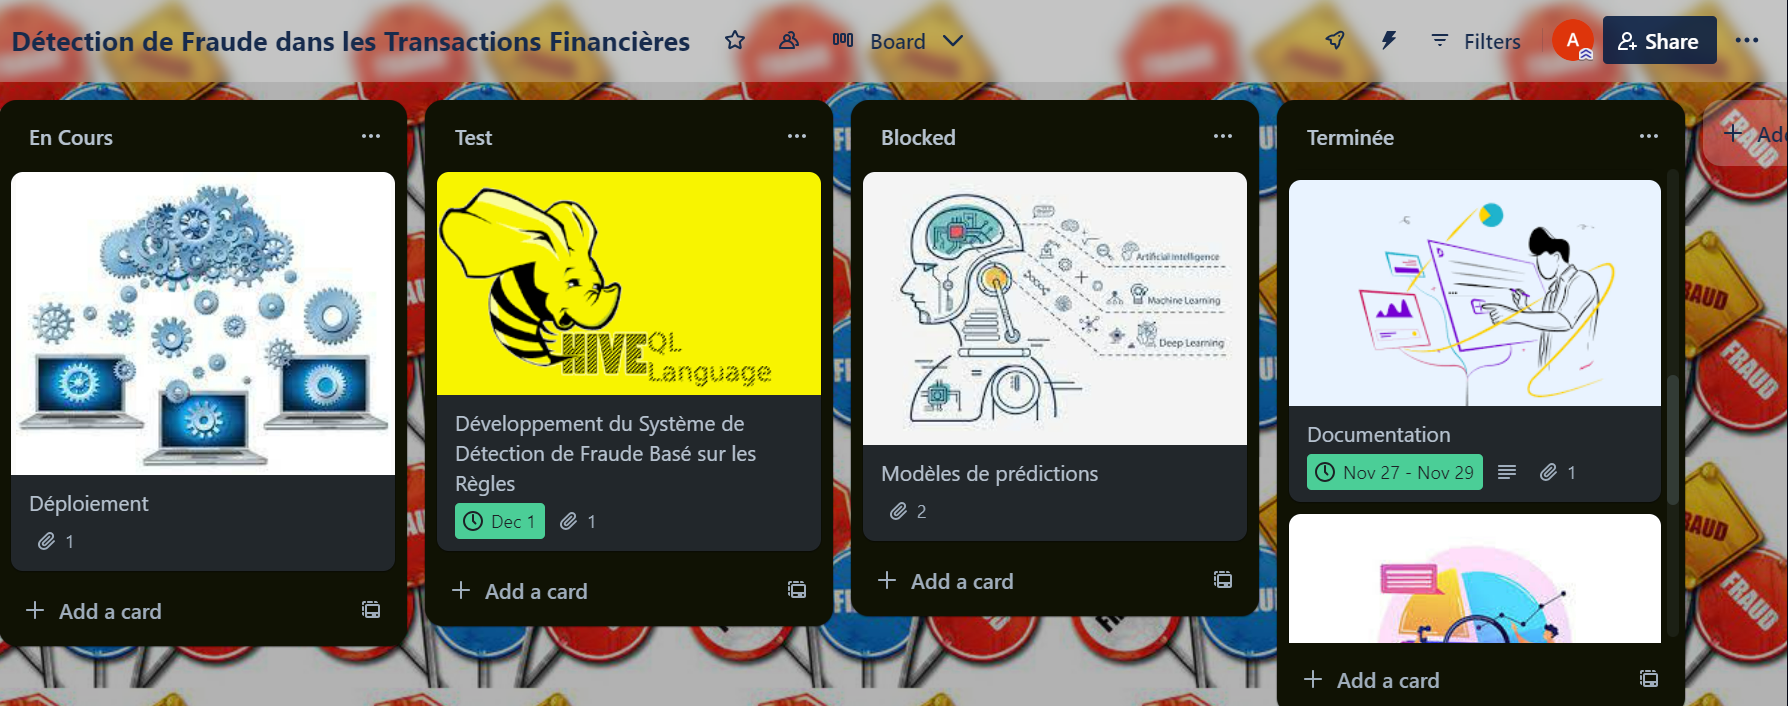 Détection de Fraude dans les Transactions Financières
Board
Filters
A
Share
En Cours
Déploiement
1
Add a card
Test
HIVE QL
Language
Développement du Système de
Détection de Fraude Basé sur les
Règles
Dec 1
1
Add a card
Blocked
Artificial Intelligence
Machine Learning
Deep Learning
Modèles de prédictions
2
Add a card
Terminée
Documentation
Nov 27 - Nov 29
1
Add a card
FRAUD
FRAUD
FRAUD
FRAUD
FRAUD